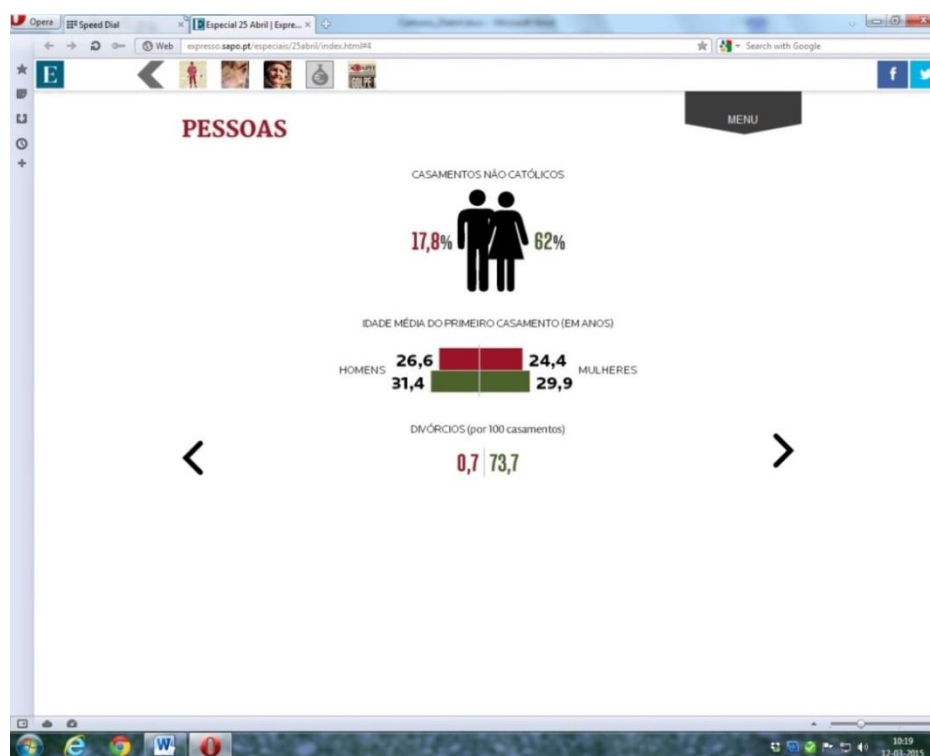 Opera
Speed Dial
Especial 25 Abril | Expre...
Web
expresso.sapo.pt/especiais/25abril/index.html#4
Search with Google
E
GOLPE
f
PESSOAS
MENU
CASAMENTOS NÃO CATÓLICOS
17,8%
62%
IDADE MÉDIA DO PRIMEIRO CASAMENTO (EM ANOS)
HOMENS
26,6
24,4
MULHERES
31,4
29,9
DIVÓRCIOS (por 100 casamentos)
0,7
73,7
W
10:19
12-03-2015